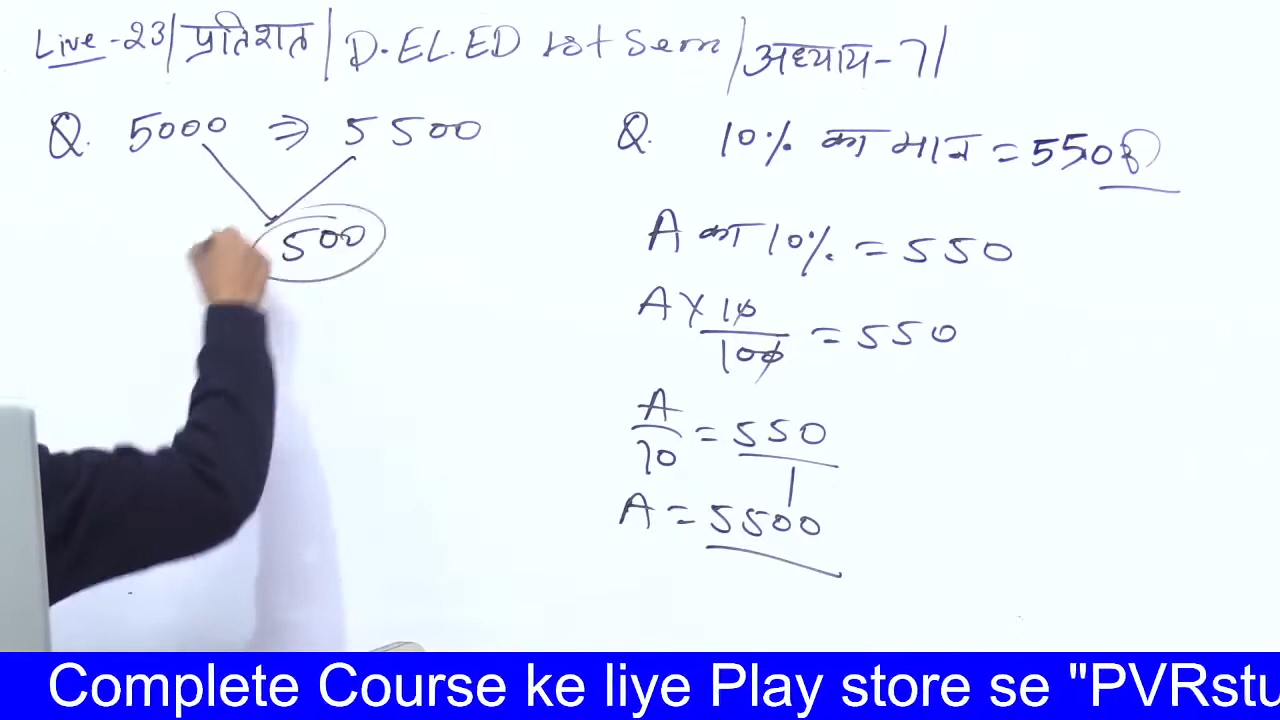 Live-23/प्रतिशत/D.EL.ED 1st Sem/अध्याय-7/
Q. 5000 ⇒ 5500
500
Q. 10% का मान = 550रु
A का 10% = 550
A × 10/100 = 550
A/10 = 550
A = 5500
Complete Course ke liye Play store se "PVRstu